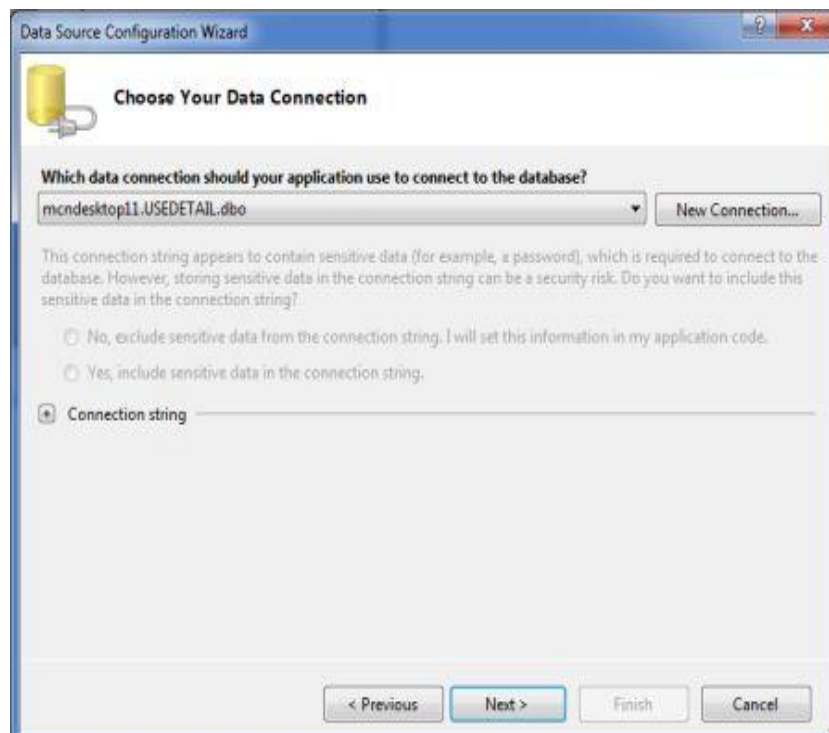 Data Source Configuration Wizard
Choose Your Data Connection
Which data connection should your application use to connect to the database?
mcndesktop11.USEDETAIL.dbo
New Connection...
This connection string appears to contain sensitive data (for example, a password), which is required to connect to the
database. However, storing sensitive data in the connection string can be a security risk. Do you want to include this
sensitive data in the connection string?
No, exclude sensitive data from the connection string. I will set this information in my application code.
Yes, include sensitive data in the connection string.
Connection string
< Previous
Next >
Finish
Cancel